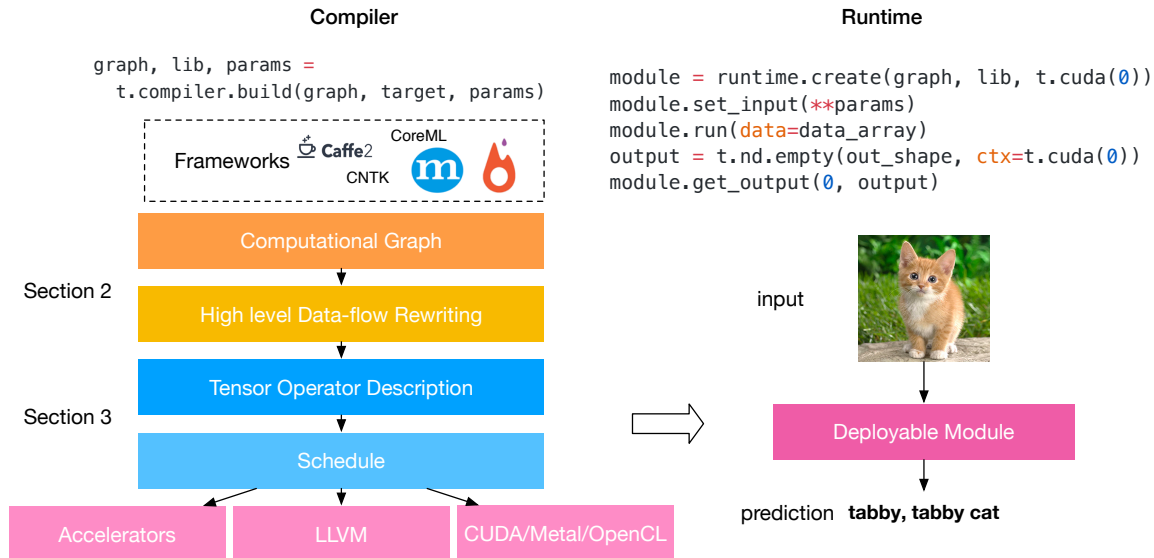 Compiler
graph, lib, params =
t.compiler.build(graph, target, params)
Frameworks
Caffe2
CoreML
CNTK
m
Computational Graph
Section 2
High level Data-flow Rewriting
Tensor Operator Description
Section 3
Schedule
Accelerators
LLVM
CUDA/Metal/OpenCL
Runtime
module = runtime.create(graph, lib, t.cuda(0))
module.set_input(**params)
module.run(data=data_array)
output = t.nd.empty(out_shape, ctx=t.cuda(0))
module.get_output(0, output)
input
Deployable Module
prediction tabby, tabby cat